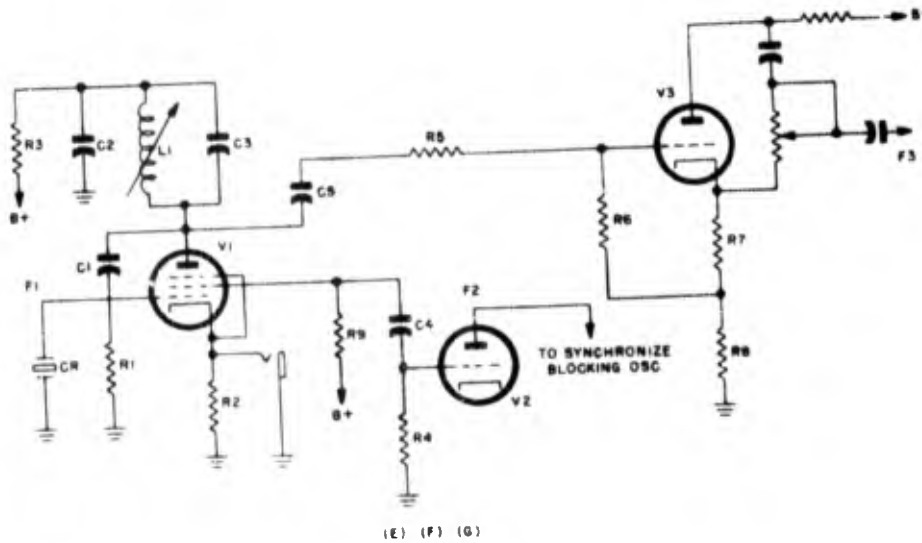 B
V3
R3
C2
L1
C3
R5
F3
C5
B+
R6
R7
V1
C1
F1
F2
R9
C4
TO SYNCHRONIZE
BLOCKING OSC
R8
CR
R1
R2
B+
V2
R4
(E) (F) (G)